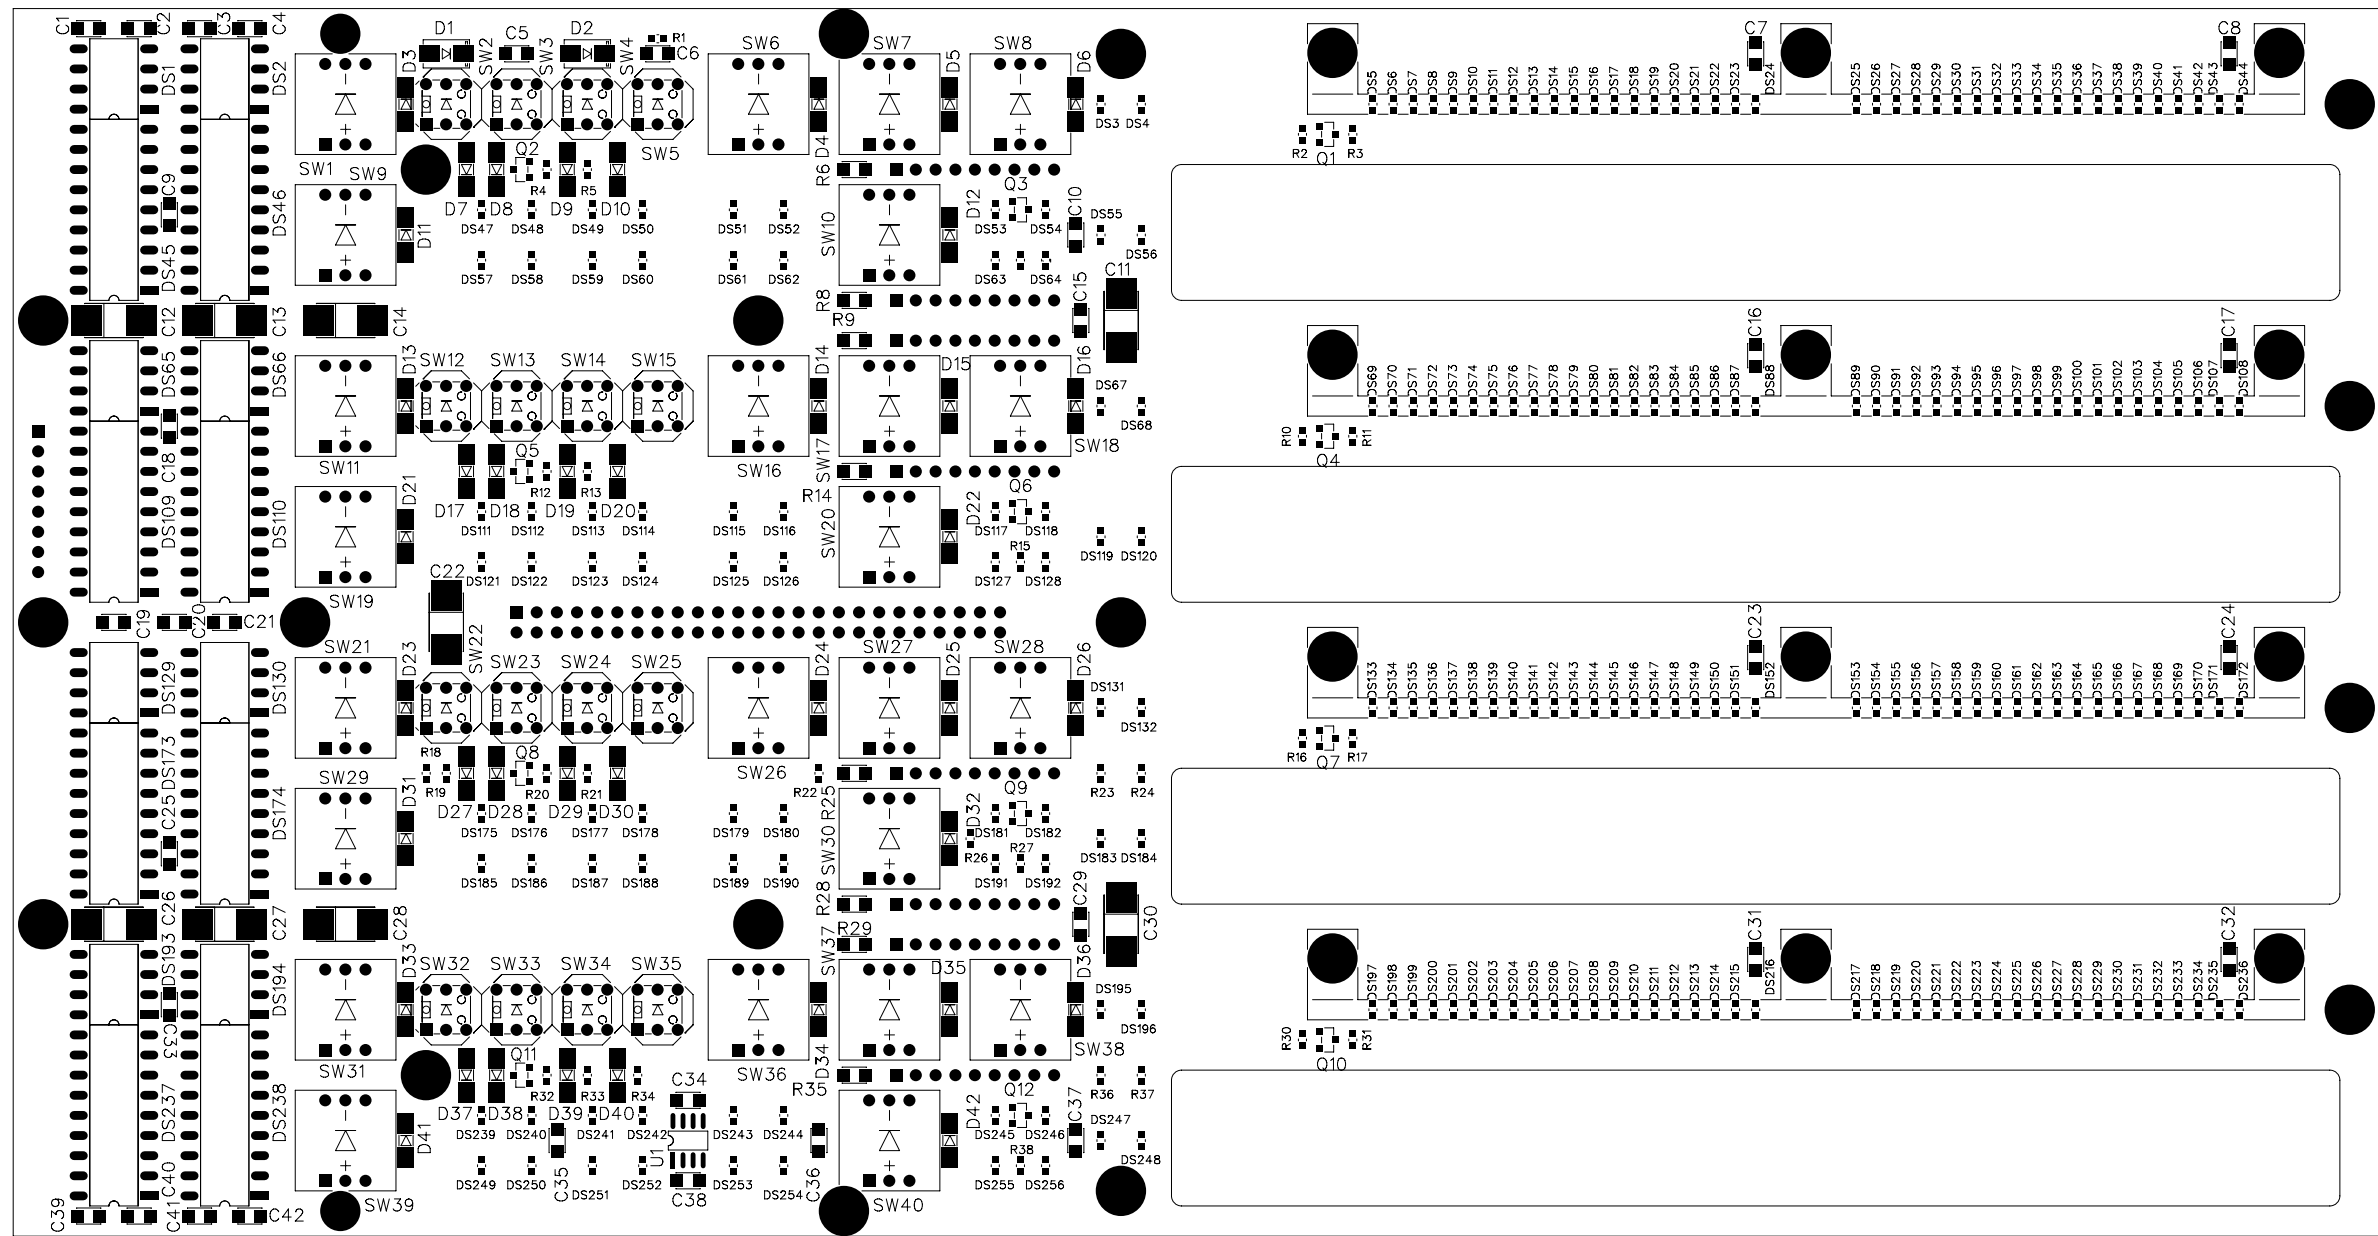 C1 C2 C3 C4 D1 C5 D2 R1 C6
DS1 DS2 D3 SW2 SW3 SW4 SW6 SW7 D5 SW8 D6 C7 C8
DS5 DS6 DS7 DS8 DS9 DS10 DS11 DS12 DS13 DS14 DS15 DS16 DS17 DS18 DS19 DS20 DS21 DS22 DS23 DS24
DS25 DS26 DS27 DS28 DS29 DS30 DS31 DS32 DS33 DS34 DS35 DS36 DS37 DS38 DS39 DS40 DS41 DS42 DS43 DS44
SW1 SW9 Q2 SW5 D4 DS3 DS4 R2 Q1 R3
C9 R4 R5 R6
DS45 DS46 D11 D7 D8 D9 D10 SW10 D12 Q3 C10 DS55
DS47 DS48 DS49 DS50 DS51 DS52 DS53 DS54 DS56
DS57 DS58 DS59 DS60 DS61 DS62 DS63 DS64
C11 C15
C12 C13 C14 R8 R9
DS65 DS66 D13 SW12 SW13 SW14 SW15 D14 D15 D16 C16 C17
DS67 DS68
DS69 DS70 DS71 DS72 DS73 DS74 DS75 DS76 DS77 DS78 DS79 DS80 DS81 DS82 DS83 DS84 DS85 DS86 DS87 DS88
DS89 DS90 DS91 DS92 DS93 DS94 DS95 DS96 DS97 DS98 DS99 DS100 DS101 DS102 DS103 DS104 DS105 DS106 DS107 DS108
C18 SW11 Q5 SW16 SW17 SW18 R10 Q4 R11
R12 R13 R14
DS109 DS110 D21 D17 D18 D19 D20 SW20 D22 Q6
DS111 DS112 DS113 DS114 DS115 DS116 DS117 DS118 R15 DS119 DS120
DS121 DS122 DS123 DS124 DS125 DS126 DS127 DS128
C22 SW19
C19 C20 C21
DS129 DS130 SW21 D23 SW22 SW23 SW24 SW25 D24 SW27 D25 SW28 D26 C23 C24
DS131 DS132
DS133 DS134 DS135 DS136 DS137 DS138 DS139 DS140 DS141 DS142 DS143 DS144 DS145 DS146 DS147 DS148 DS149 DS150 DS151 DS152
DS153 DS154 DS155 DS156 DS157 DS158 DS159 DS160 DS161 DS162 DS163 DS164 DS165 DS166 DS167 DS168 DS169 DS170 DS171 DS172
R18 Q8 SW26 R16 Q7 R17
SW29 R19 R20 R21 R22 R23 R24
DS173 DS174 C25 D31 D27 D28 D29 D30 R25 SW30 D32 Q9
DS175 DS176 DS177 DS178 DS179 DS180 DS181 DS182
R26 R27 DS183 DS184
DS185 DS186 DS187 DS188 DS189 DS190 DS191 DS192
C26 C27 C28 R28 R29 C29 C30
DS193 DS194 D33 SW32 SW33 SW34 SW35 SW37 D35 D36 C31 C32
DS195 DS196
DS197 DS198 DS199 DS200 DS201 DS202 DS203 DS204 DS205 DS206 DS207 DS208 DS209 DS210 DS211 DS212 DS213 DS214 DS215 DS216
DS217 DS218 DS219 DS220 DS221 DS222 DS223 DS224 DS225 DS226 DS227 DS228 DS229 DS230 DS231 DS232 DS233 DS234 DS235 DS236
C33 SW31 Q11 SW36 D34 SW38 R30 Q10 R31
R32 R33 R34 C34 R35 R36 R37
DS237 DS238 D41 D37 D38 D39 D40 D42 Q12 C37 DS247
DS239 DS240 DS241 DS242 DS243 DS244 DS245 DS246 R38 DS248
U1
DS249 DS250 C35 DS251 DS252 DS253 DS254 C36 DS255 DS256
C39 C40 C41 C42 SW39 C38 SW40